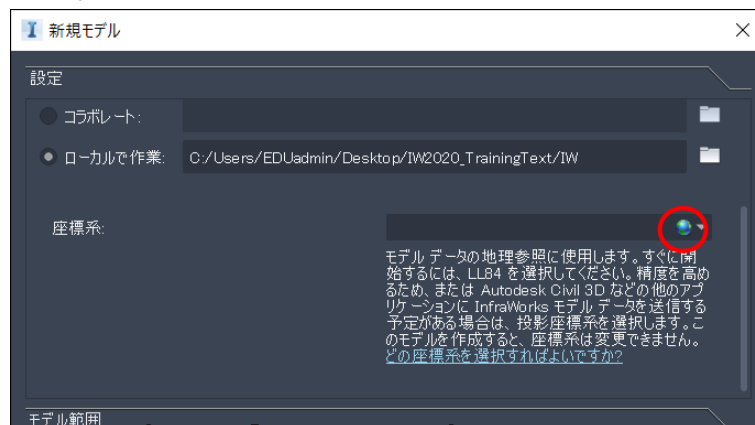 新規モデル
設定
コラボレート:
ローカルで作業: C:/Users/EDUadmin/Desktop/IW2020_TrainingText/IW
座標系:
モデル データの地理参照に使用します。すぐに開
始するには、LL84 を選択してください。精度を高め
るため、または Autodesk Civil 3D などの他のアプ
リケーションに InfraWorks モデル データを送信する
予定がある場合は、投影座標系を選択します。こ
のモデルを作成すると、座標系は変更できません。
どの座標系を選択すればよいですか?
モデル範囲